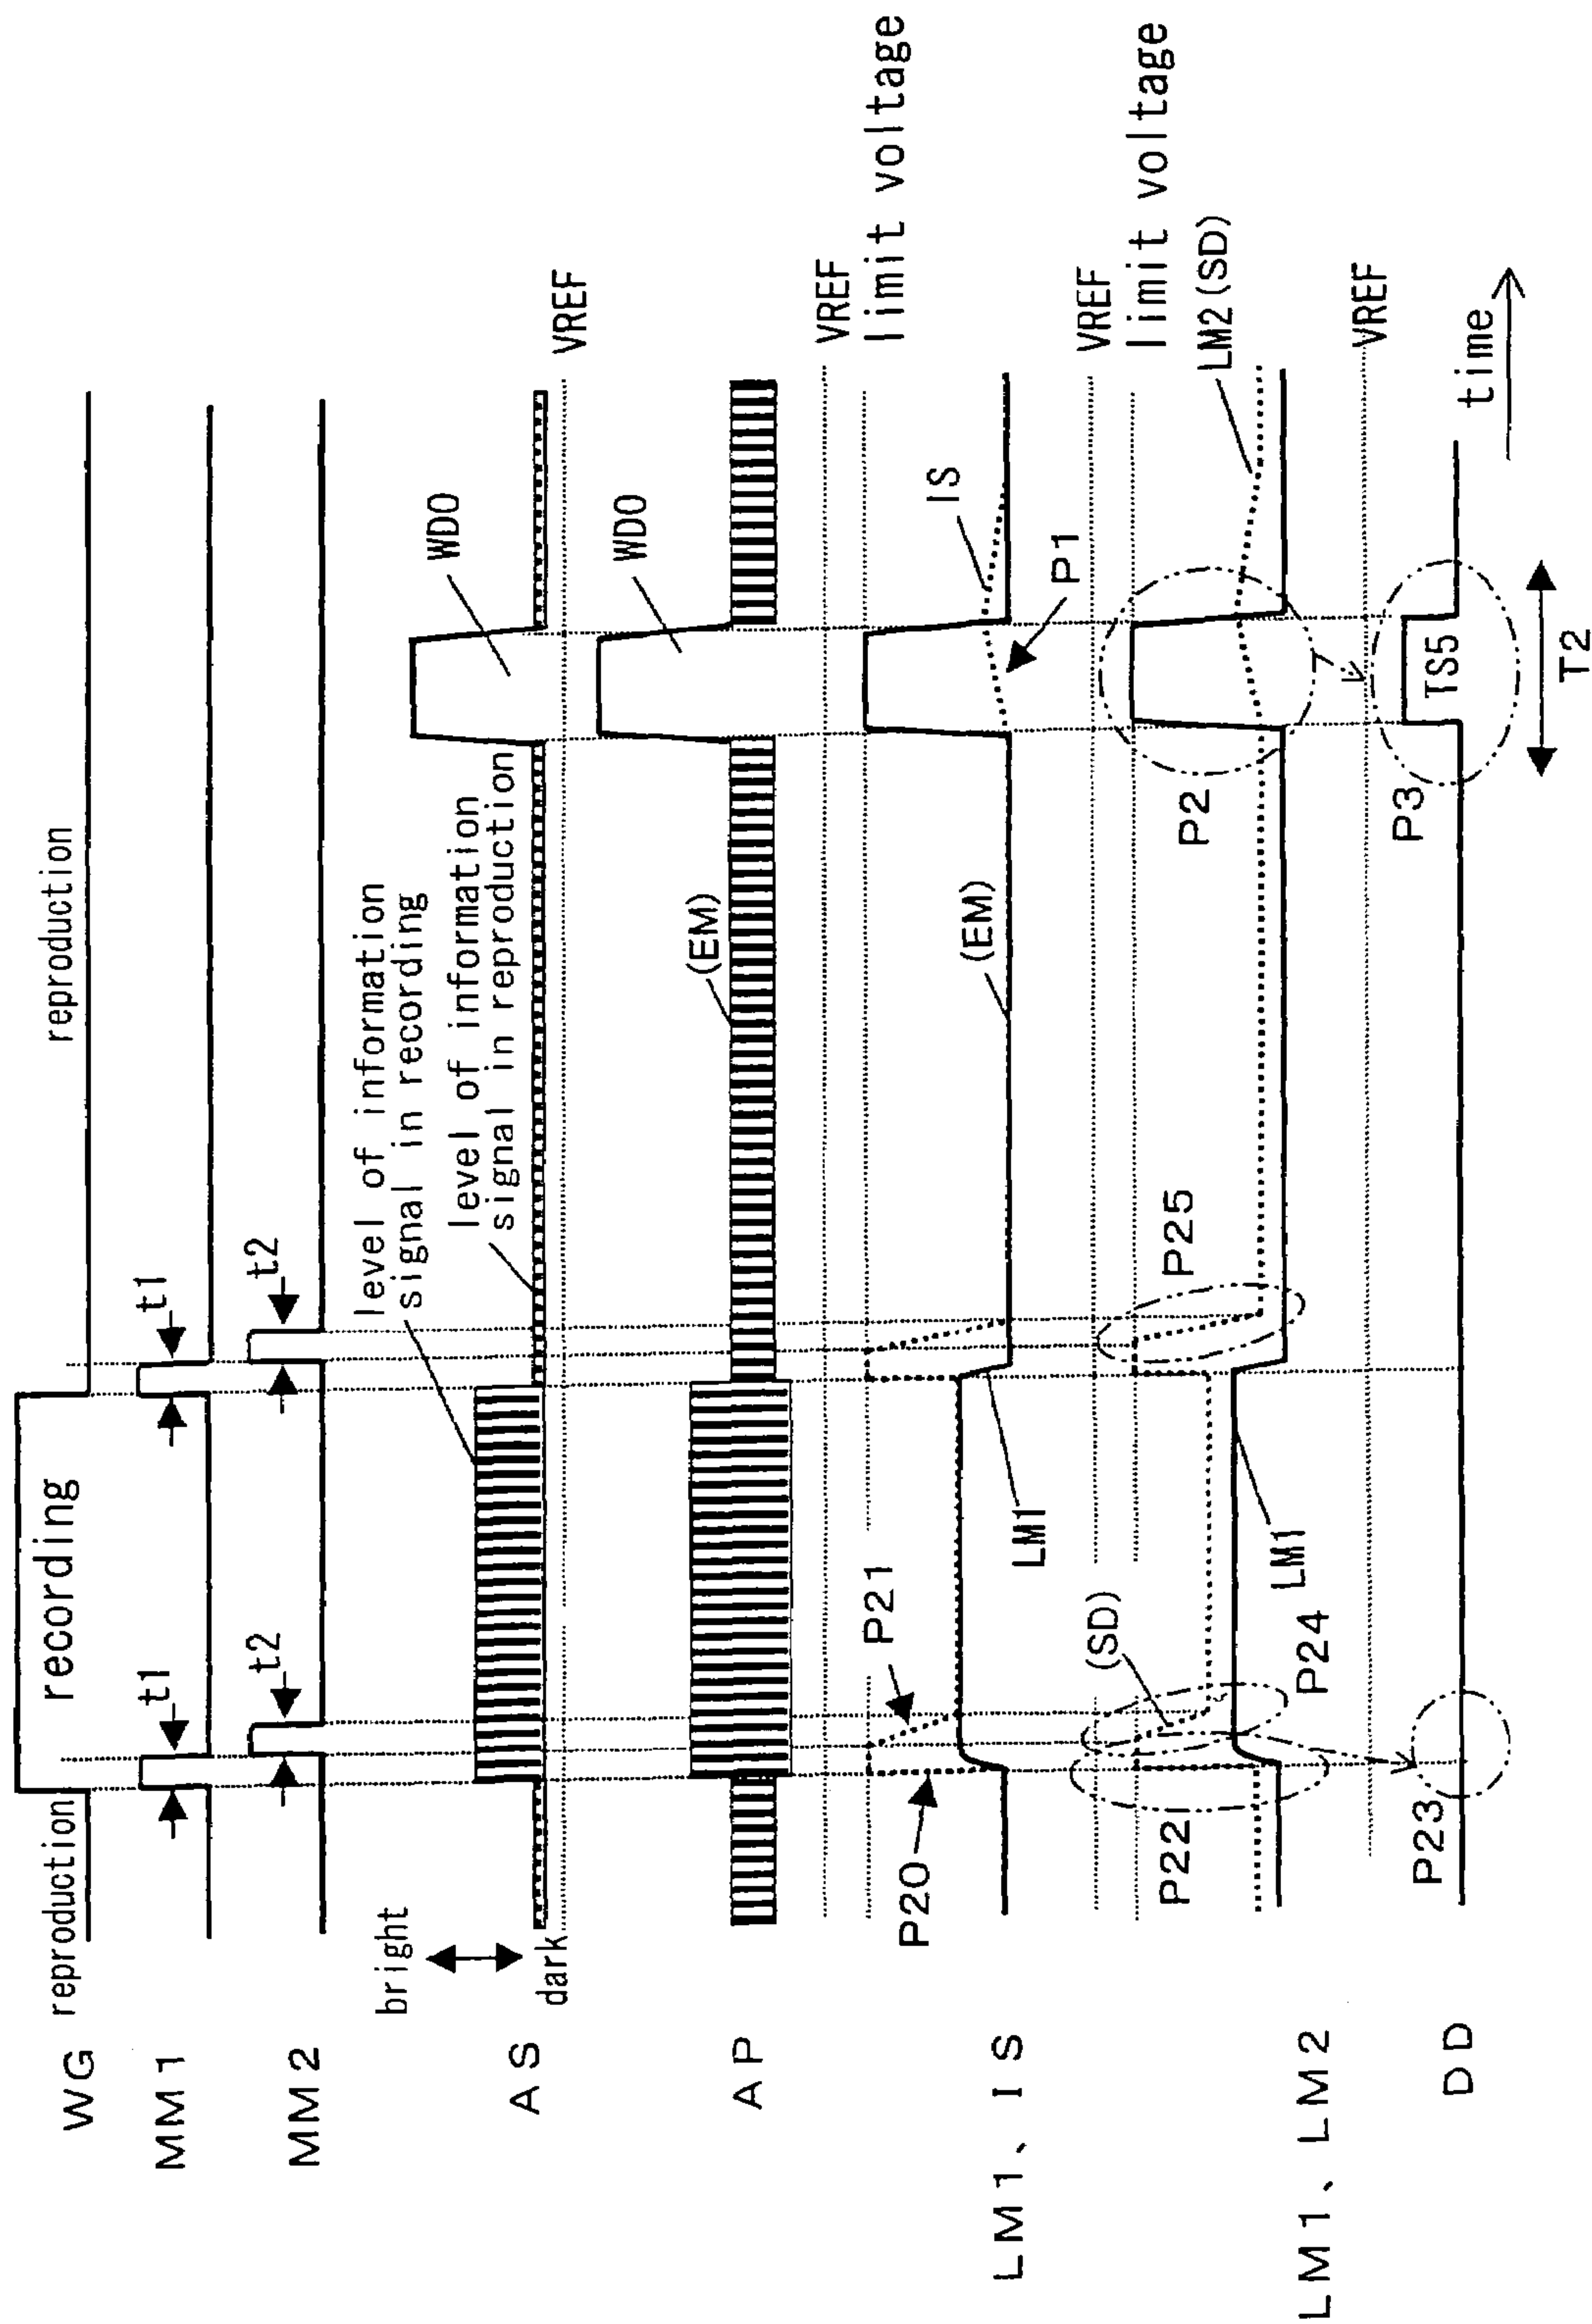 WG
reproduction
recording
reproduction
MM1
t1
t1
MM2
t2
t2
AS
bright
dark
level of information
signal in recording
level of information
signal in reproduction
WDO
VREF
AP
(EM)
WDO
VREF
limit voltage
LM1、IS
P20
P21
LM1
(EM)
IS
P1
VREF
limit voltage
LM1、LM2
P22
(SD)
P24
LM1
P25
P2
LM2(SD)
VREF
DD
P23
P3
TS5
T2
time